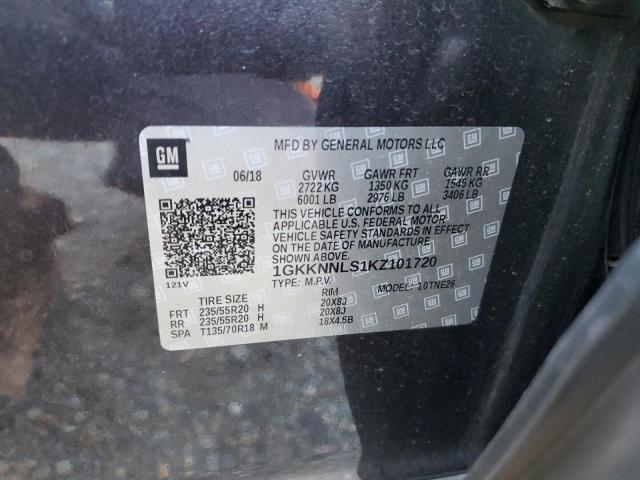 GM
MFD BY GENERAL MOTORS LLC
06/18 GVWR GAWR FRT GAWR RR
2722 KG 1350 KG 1545 KG
6001 LB 2976 LB 3406 LB
THIS VEHICLE CONFORMS TO ALL
APPLICABLE U.S. FEDERAL MOTOR
VEHICLE SAFETY STANDARDS IN EFFECT
ON THE DATE OF MANUFACTURE
SHOWN ABOVE.
1GKKNNLS1KZ101720
121V
TYPE: M.P.V. MODEL: 10TNE26
TIRE SIZE RIM
FRT 235/55R20 H 20X8J
RR 235/55R20 H 20X8J
SPA T135/70R18 M 18X4.5B